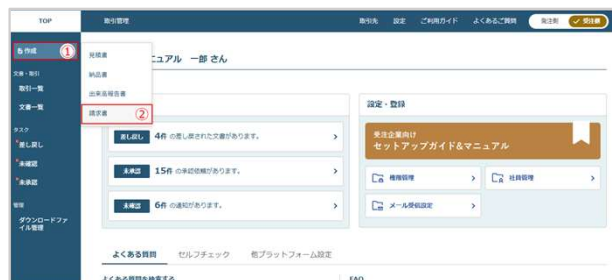 TOP
取引管理
取引先 設定 ご利用ガイド よくあるご質問 発注側 受注側
作成 ①
見積書
納品書
出来高報告書
請求書 ②
ニュアル 一郎 さん
文書・取引
取引一覧
文書一覧
タスク
差し戻し
未確認
未承認
管理
ダウンロードファ
イル管理
差し戻し 4件 の差し戻された文書があります。
未承認 15件 の承認依頼があります。
未確認 6件 の通知があります。
設定・登録
受注企業向け
セットアップガイド&マニュアル
権限管理
社員管理
メール受信設定
よくある質問 セルフチェック 他プラットフォーム設定
よくある質問を検索する
FAQ